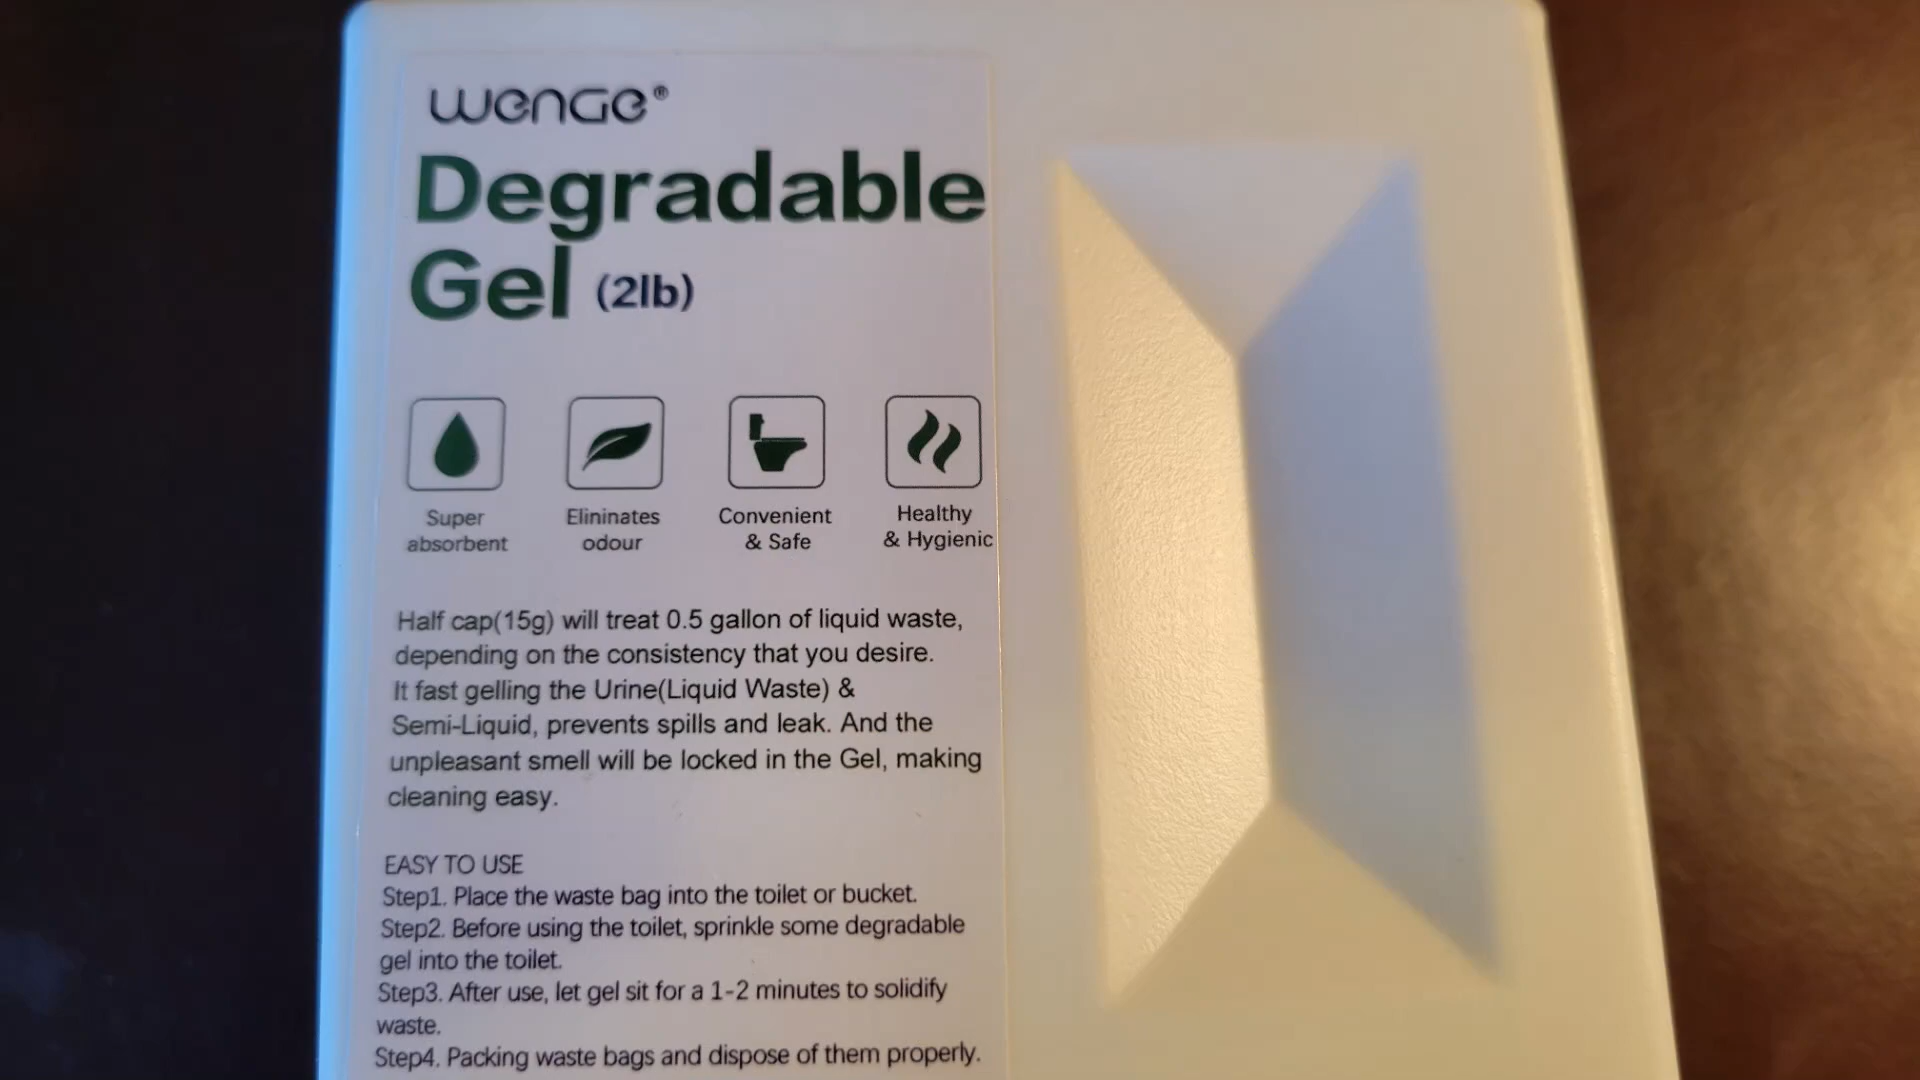 wenGe®
Degradable
Gel (2lb)
Super
absorbent
Elininates
odour
Convenient
& Safe
Healthy
& Hygienic
Half cap(15g) will treat 0.5 gallon of liquid waste,
depending on the consistency that you desire.
It fast gelling the Urine(Liquid Waste) &
Semi-Liquid, prevents spills and leak. And the
unpleasant smell will be locked in the Gel, making
cleaning easy.
EASY TO USE
Step1. Place the waste bag into the toilet or bucket.
Step2. Before using the toilet, sprinkle some degradable
gel into the toilet.
Step3. After use, let gel sit for a 1-2 minutes to solidify
waste.
Step4. Packing waste bags and dispose of them properly.